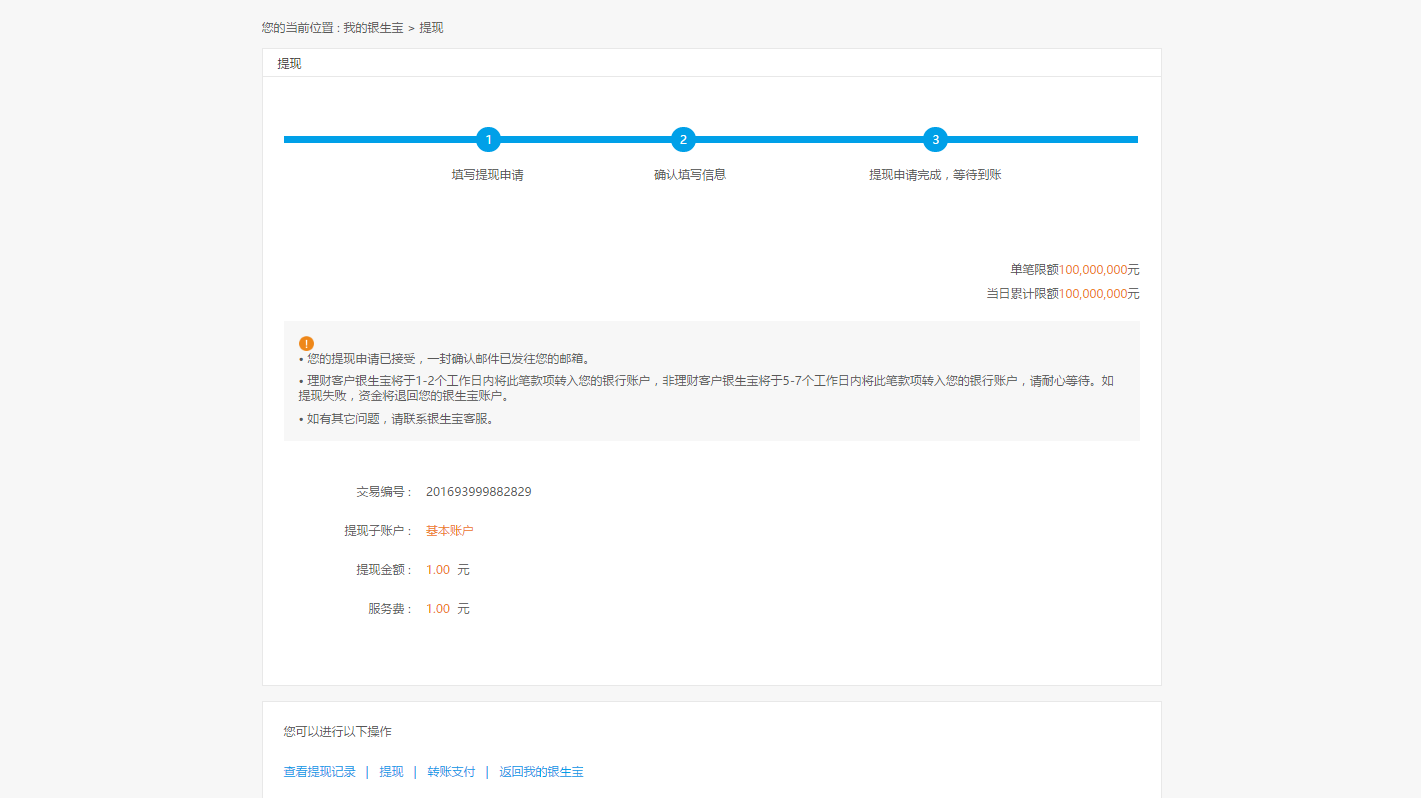 您的当前位置 : 我的银生宝 > 提现
提现
1 2 3
填写提现申请 确认填写信息 提现申请完成，等待到账
单笔限额100,000,000元
当日累计限额100,000,000元
!
• 您的提现申请已接受，一封确认邮件已发往您的邮箱。
• 理财客户银生宝将于1-2个工作日内将此笔款项转入您的银行账户，非理财客户银生宝将于5-7个工作日内将此笔款项转入您的银行账户，请耐心等待。如
提现失败，资金将退回您的银生宝账户。
• 如有其它问题，请联系银生宝客服。
交易编号 : 201693999882829
提现子账户 : 基本账户
提现金额 : 1.00 元
服务费 : 1.00 元
您可以进行以下操作
查看提现记录 | 提现 | 转账支付 | 返回我的银生宝